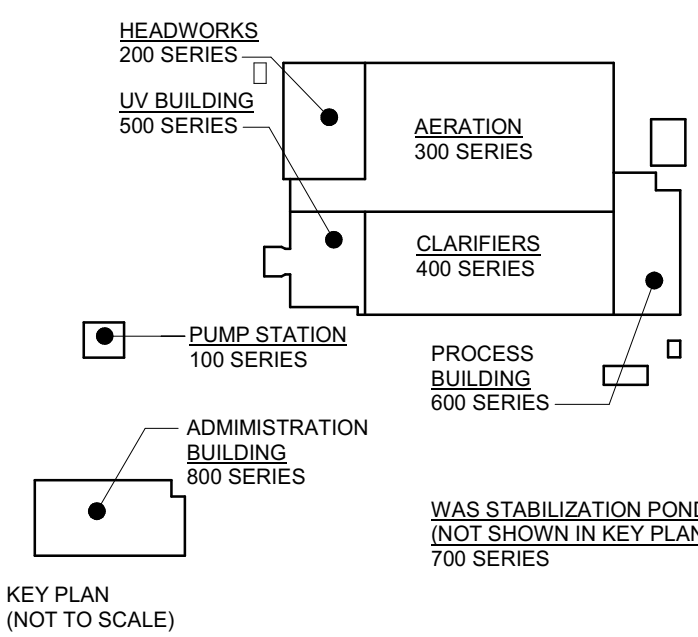 HEADWORKS
200 SERIES
UV BUILDING
500 SERIES
AERATION
300 SERIES
CLARIFIERS
400 SERIES
PUMP STATION
100 SERIES
PROCESS
BUILDING
600 SERIES
ADMIMISTRATION
BUILDING
800 SERIES
WAS STABILIZATION POND
(NOT SHOWN IN KEY PLAN
700 SERIES
KEY PLAN
(NOT TO SCALE)